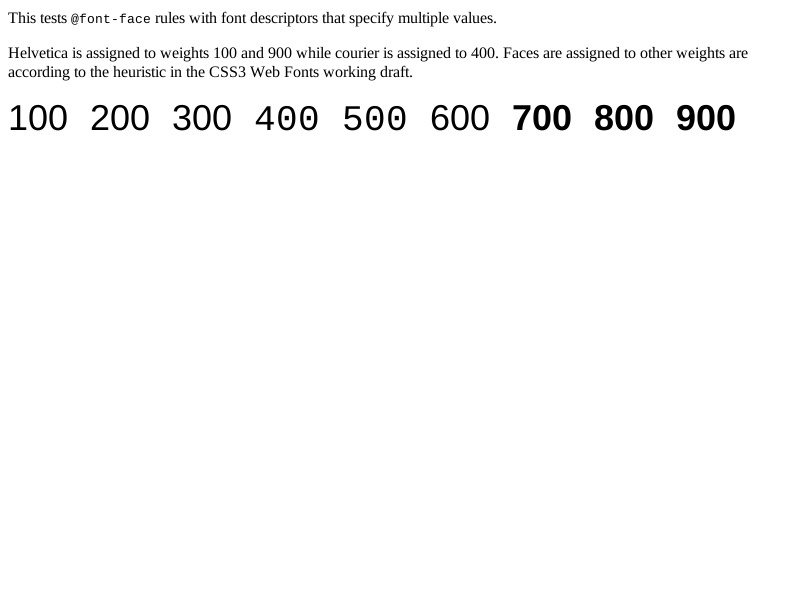 This tests @font-face rules with font descriptors that specify multiple values.
Helvetica is assigned to weights 100 and 900 while courier is assigned to 400. Faces are assigned to other weights are
according to the heuristic in the CSS3 Web Fonts working draft.
100 200 300 400 500 600 700 800 900